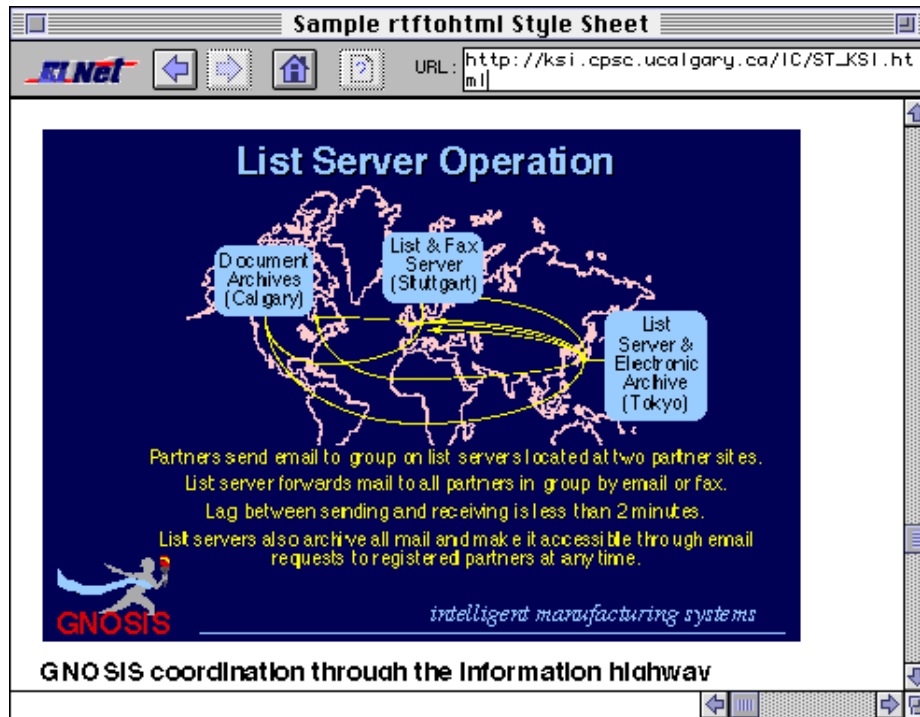 Sample rtftohtml Style Sheet
KSI Net
URL: http://ksi.cpsc.ucalgary.ca/IC/ST_KSI.ht
ml
List Server Operation
Document
Archives
(Calgary)
List & Fax
Server
(Stuttgart)
List
Server &
Electronic
Archive
(Tokyo)
Partners send email to group on list servers located at two partner sites.
List server forwards mail to all partners in group by email or fax.
Lag between sending and receiving is less than 2 minutes.
List servers also archive all mail and make it accessible through email
requests to registered partners at any time.
GNOSIS
intelligent manufacturing systems
GNOSIS coordination through the information highway